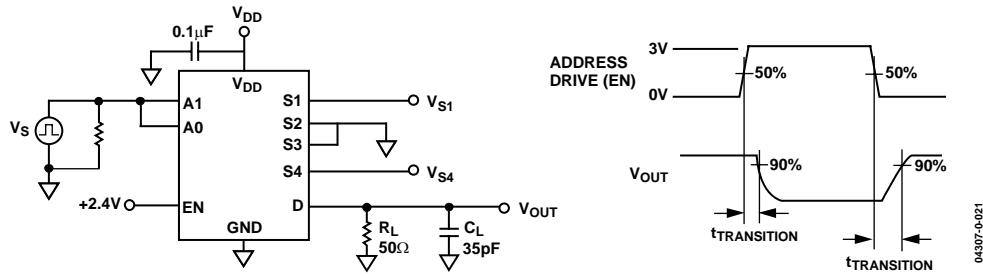 VDD
0.1μF
VDD
A1
A0
VS
+2.4V
EN
GND
S1
S2
S3
S4
D
VS1
VS4
VOUT
RL
50Ω
CL
35pF
ADDRESS
DRIVE (EN)
3V
0V
50%
50%
VOUT
90%
90%
tTRANSITION
tTRANSITION
04307-0-021